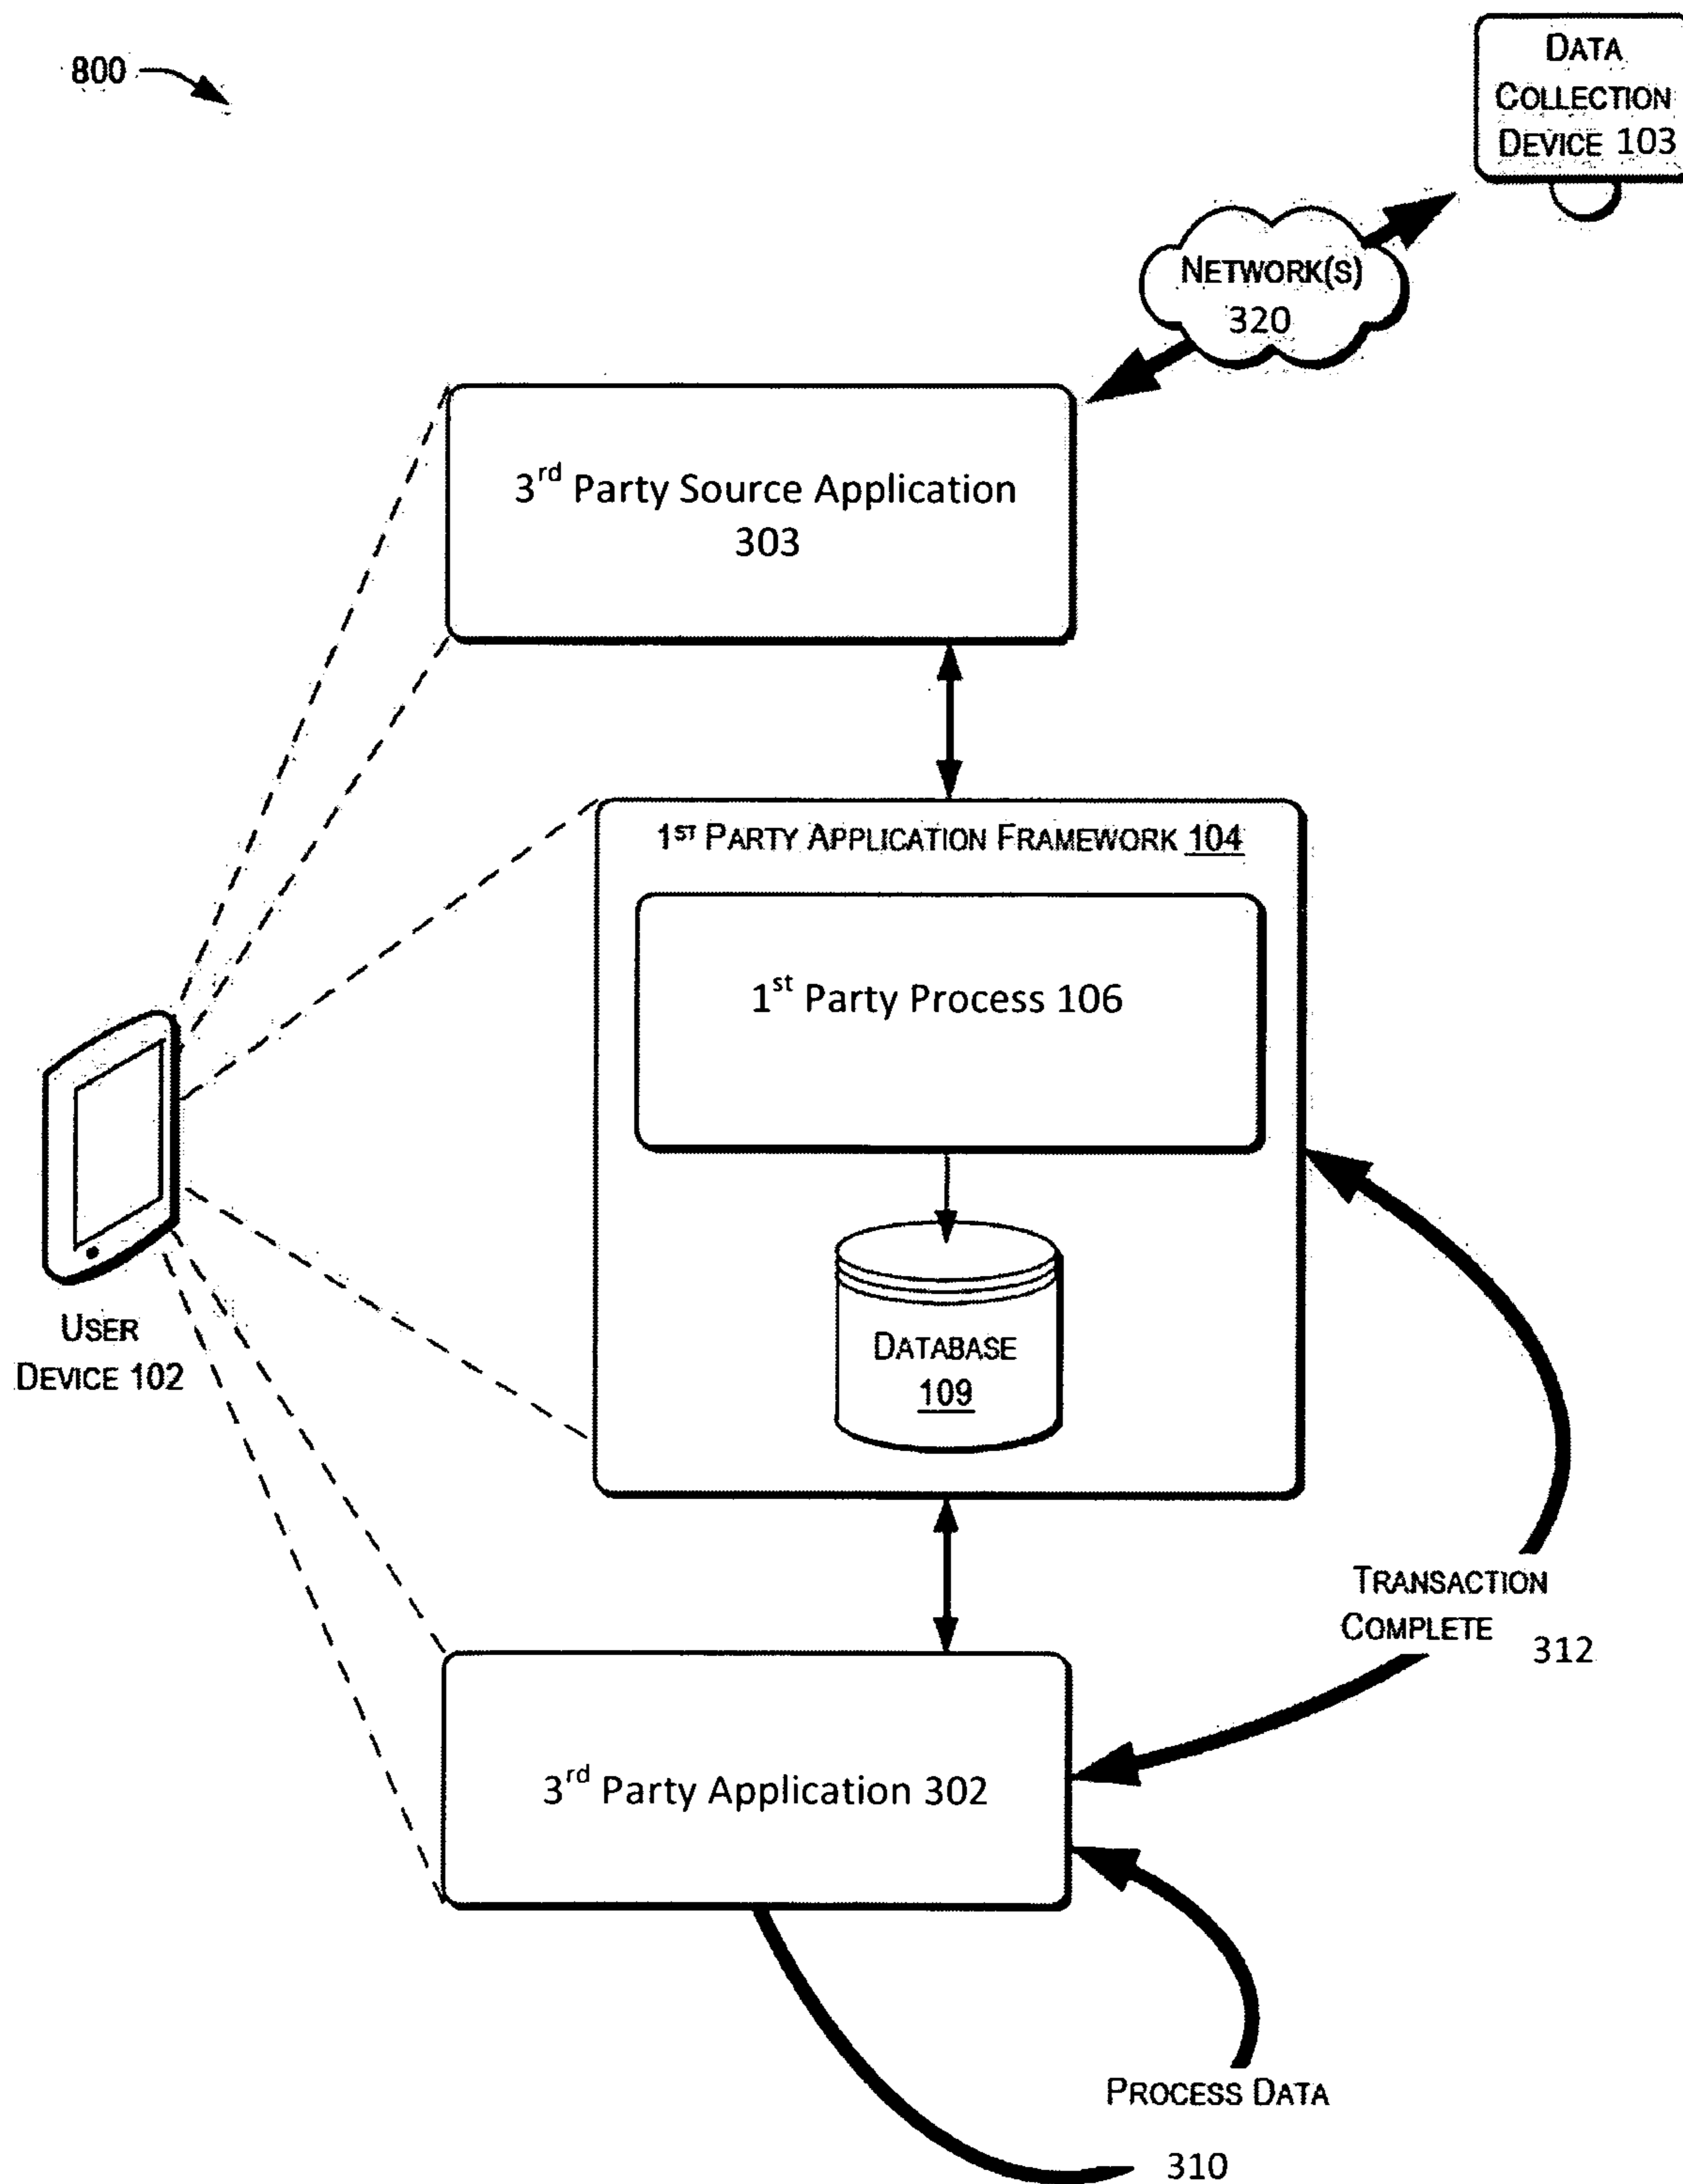 800
DATA
COLLECTION
DEVICE 103
NETWORK(S)
320
3rd Party Source Application
303
1ST PARTY APPLICATION FRAMEWORK 104
1st Party Process 106
DATABASE
109
USER
DEVICE 102
TRANSACTION
COMPLETE 312
3rd Party Application 302
PROCESS DATA
310